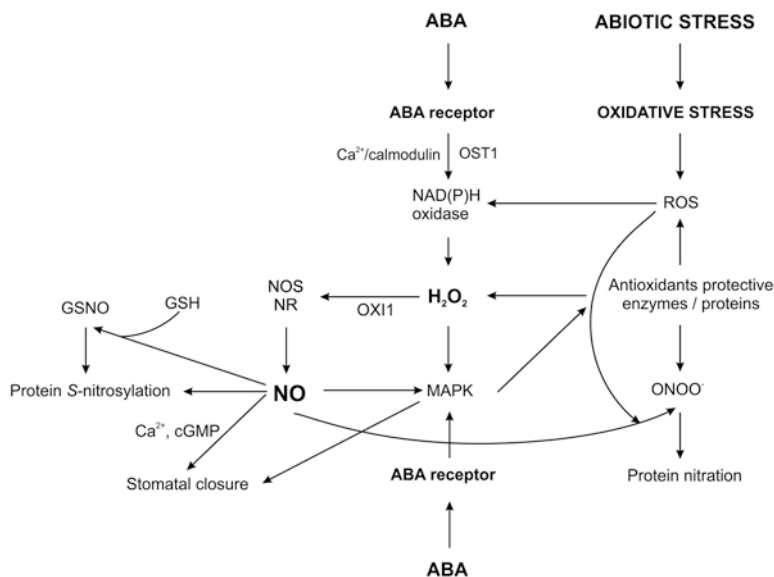 ABA
ABIOTIC STRESS
ABA receptor
OXIDATIVE STRESS
Ca²⁺/calmodulin
OST1
NAD(P)H
oxidase
ROS
GSNO
GSH
NOS
NR
OXI1
H₂O₂
Antioxidants protective
enzymes / proteins
Protein S-nitrosylation
NO
MAPK
ONOO⁻
Ca²⁺, cGMP
Stomatal closure
ABA receptor
Protein nitration
ABA